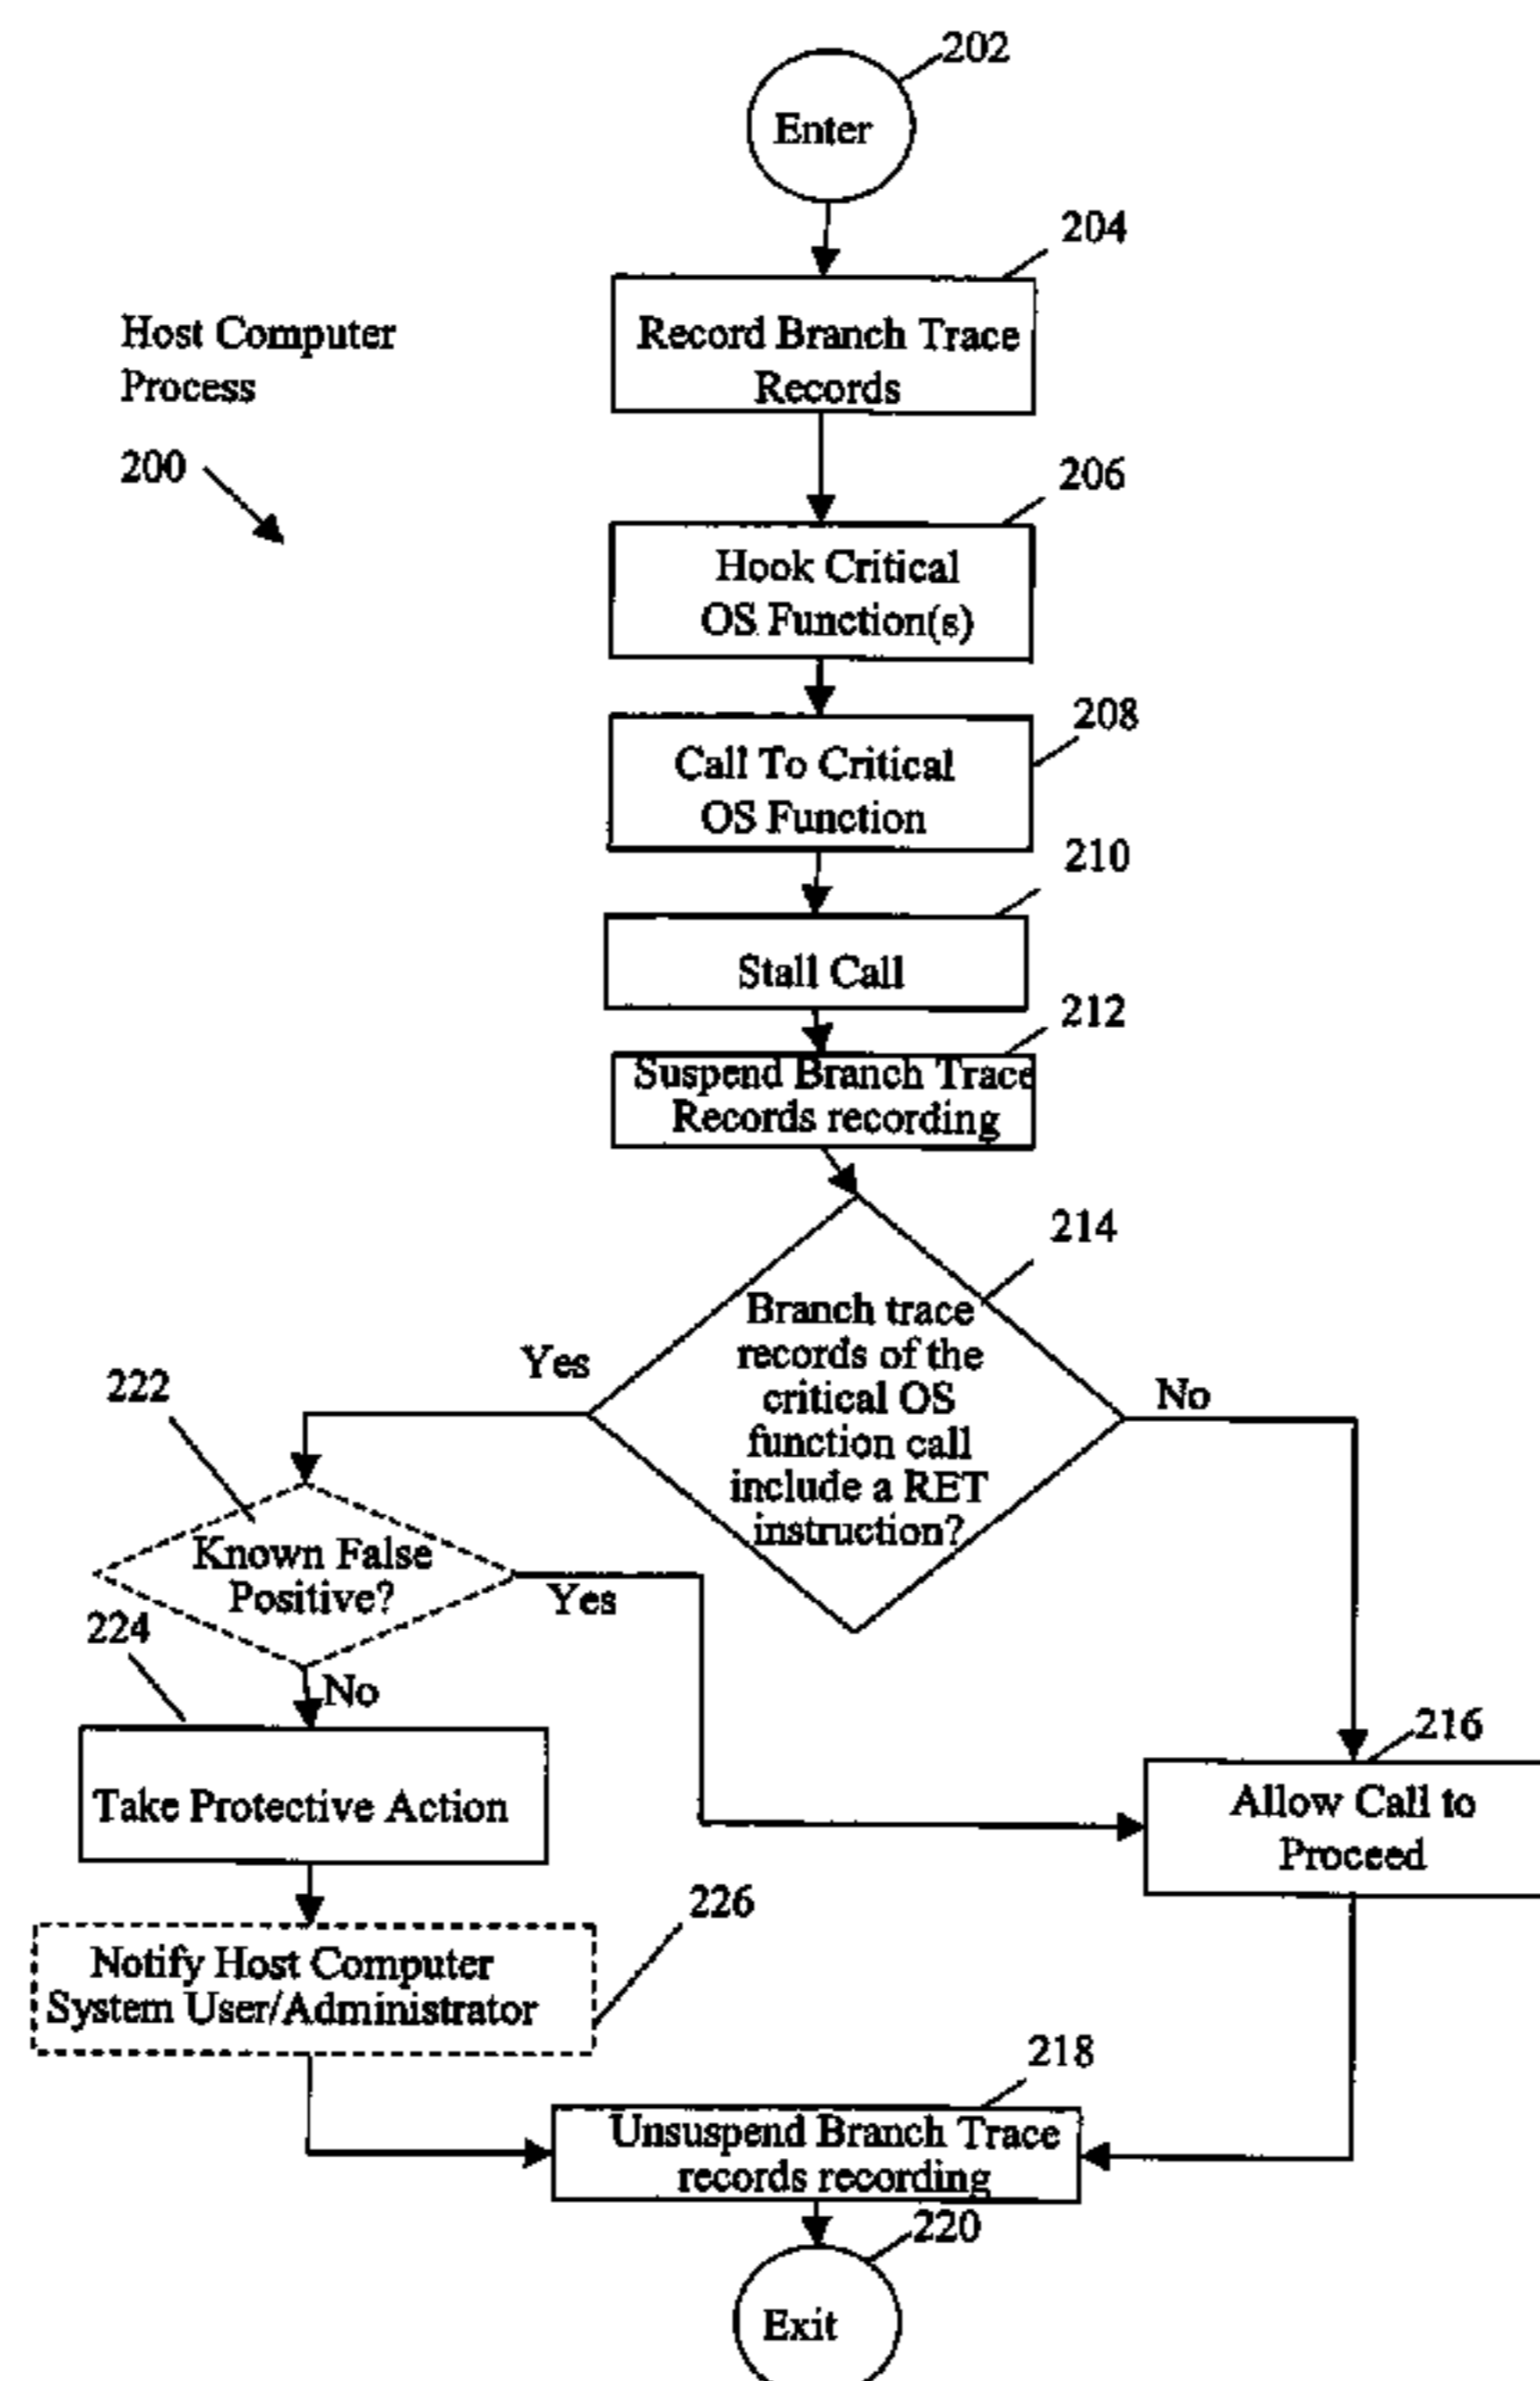 202
Enter
204
Record Branch Trace
Records
Host Computer
Process
200
206
Hook Critical
OS Function(s)
208
Call To Critical
OS Function
210
Stall Call
212
Suspend Branch Trace
Records recording
214
Branch trace
records of the
critical OS
function call
include a RET
instruction?
Yes
No
222
Known False
Positive?
Yes
224
No
Take Protective Action
216
Allow Call to
Proceed
226
Notify Host Computer
System User/Administrator
218
Unsuspend Branch Trace
records recording
220
Exit